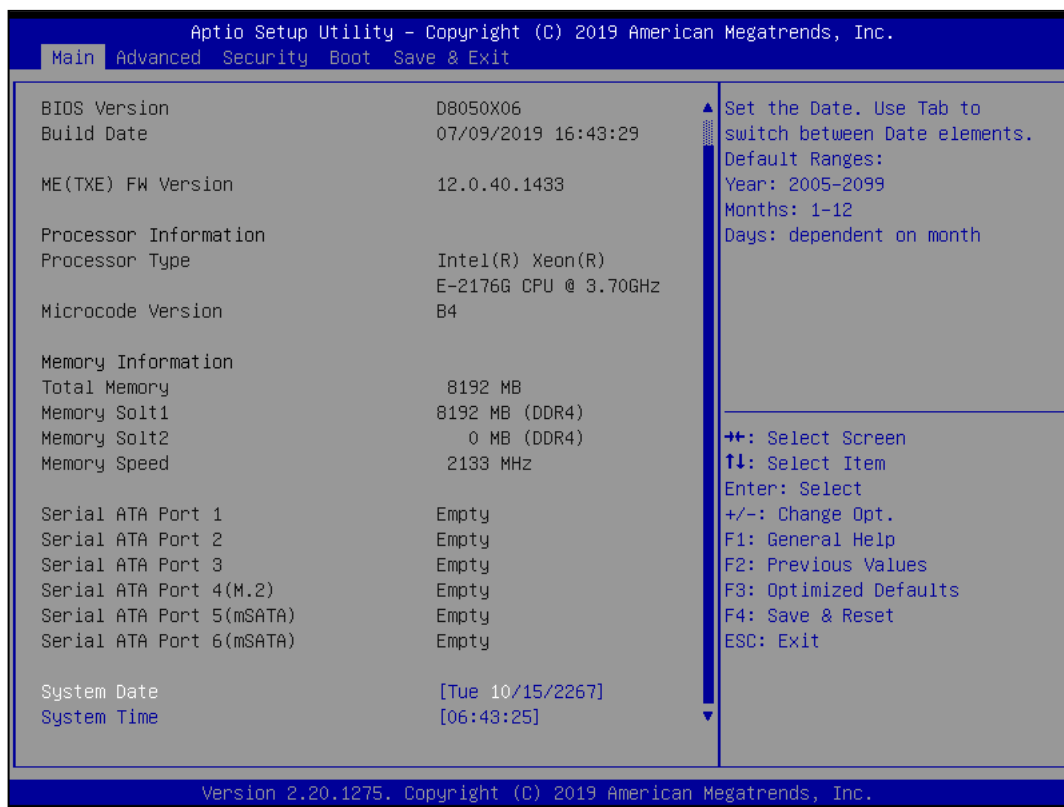 Aptio Setup Utility – Copyright (C) 2019 American Megatrends, Inc.
Main Advanced Security Boot Save & Exit
BIOS Version D8050X06
Build Date 07/09/2019 16:43:29
ME(TXE) FW Version 12.0.40.1433
Processor Information
Processor Type Intel(R) Xeon(R)
E-2176G CPU @ 3.70GHz
Microcode Version B4
Memory Information
Total Memory 8192 MB
Memory Solt1 8192 MB (DDR4)
Memory Solt2 0 MB (DDR4)
Memory Speed 2133 MHz
Serial ATA Port 1 Empty
Serial ATA Port 2 Empty
Serial ATA Port 3 Empty
Serial ATA Port 4(M.2) Empty
Serial ATA Port 5(mSATA) Empty
Serial ATA Port 6(mSATA) Empty
System Date [Tue 10/15/2267]
System Time [06:43:25]
Set the Date. Use Tab to
switch between Date elements.
Default Ranges:
Year: 2005-2099
Months: 1-12
Days: dependent on month
→←: Select Screen
↑↓: Select Item
Enter: Select
+/-: Change Opt.
F1: General Help
F2: Previous Values
F3: Optimized Defaults
F4: Save & Reset
ESC: Exit
Version 2.20.1275. Copyright (C) 2019 American Megatrends, Inc.